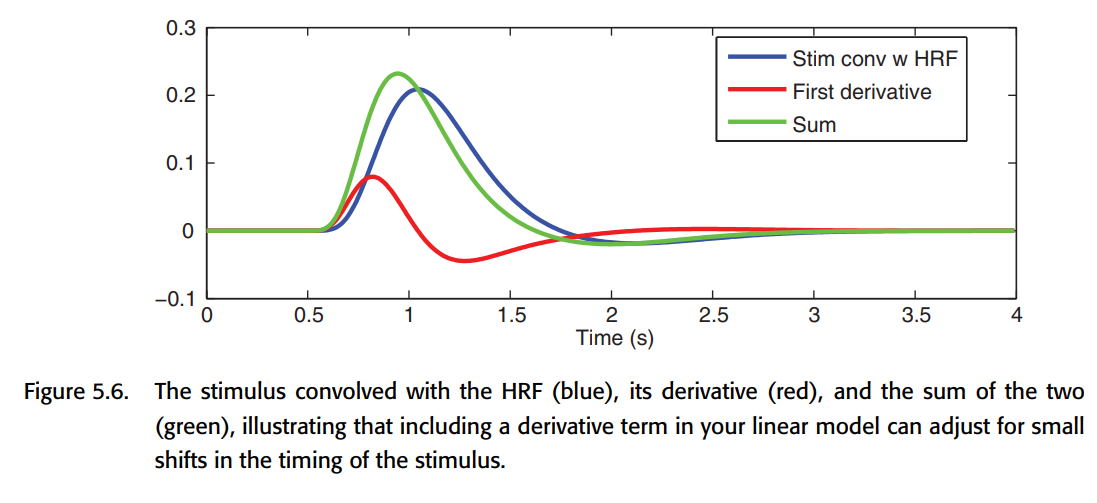 0.3
0.2
0.1
0
−0.1
Stim conv w HRF
First derivative
Sum
0 0.5 1 1.5 2 2.5 3 3.5 4
Time (s)
Figure 5.6. The stimulus convolved with the HRF (blue), its derivative (red), and the sum of the two
(green), illustrating that including a derivative term in your linear model can adjust for small
shifts in the timing of the stimulus.